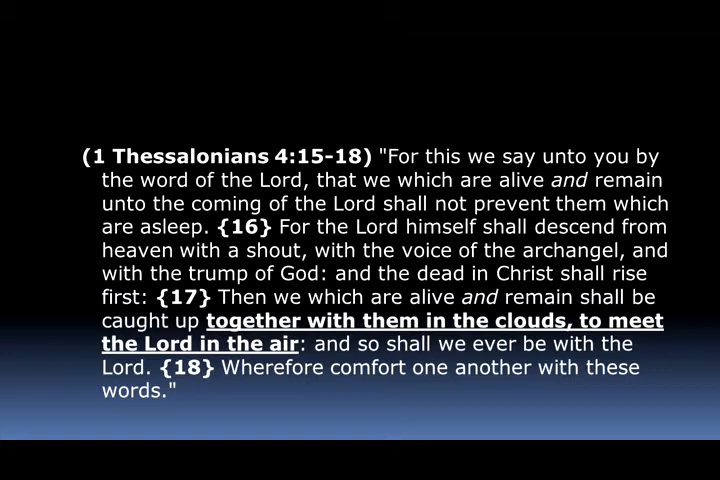 (1 Thessalonians 4:15-18) "For this we say unto you by
the word of the Lord, that we which are alive and remain
unto the coming of the Lord shall not prevent them which
are asleep. {16} For the Lord himself shall descend from
heaven with a shout, with the voice of the archangel, and
with the trump of God: and the dead in Christ shall rise
first: {17} Then we which are alive and remain shall be
caught up together with them in the clouds, to meet
the Lord in the air: and so shall we ever be with the
Lord. {18} Wherefore comfort one another with these
words."